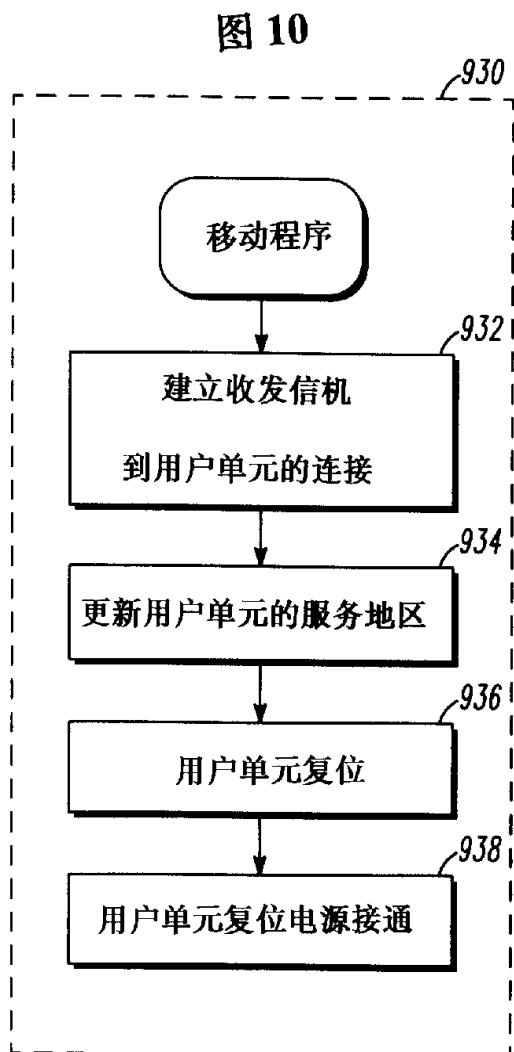 图 10
930
移动程序
932
建立收发信机
到用户单元的连接
934
更新用户单元的服务地区
936
用户单元复位
938
用户单元复位电源接通